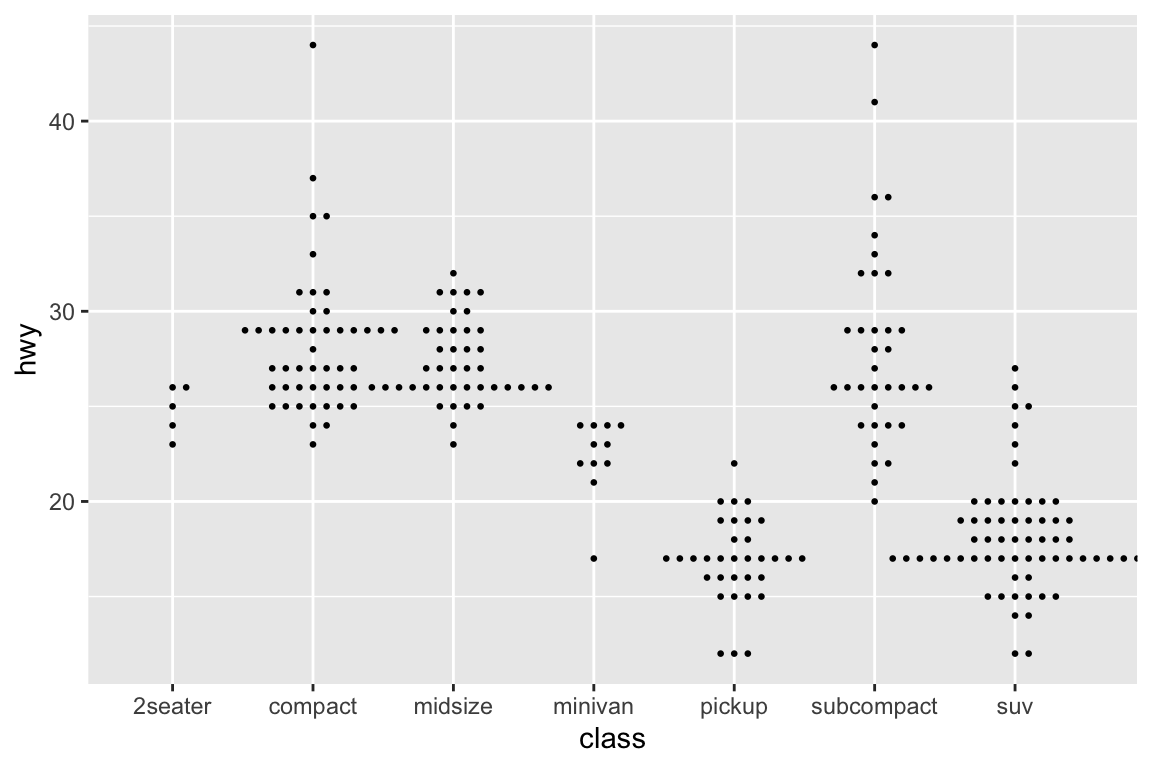 40
30
20
hwy
2seater compact midsize minivan pickup subcompact suv
class